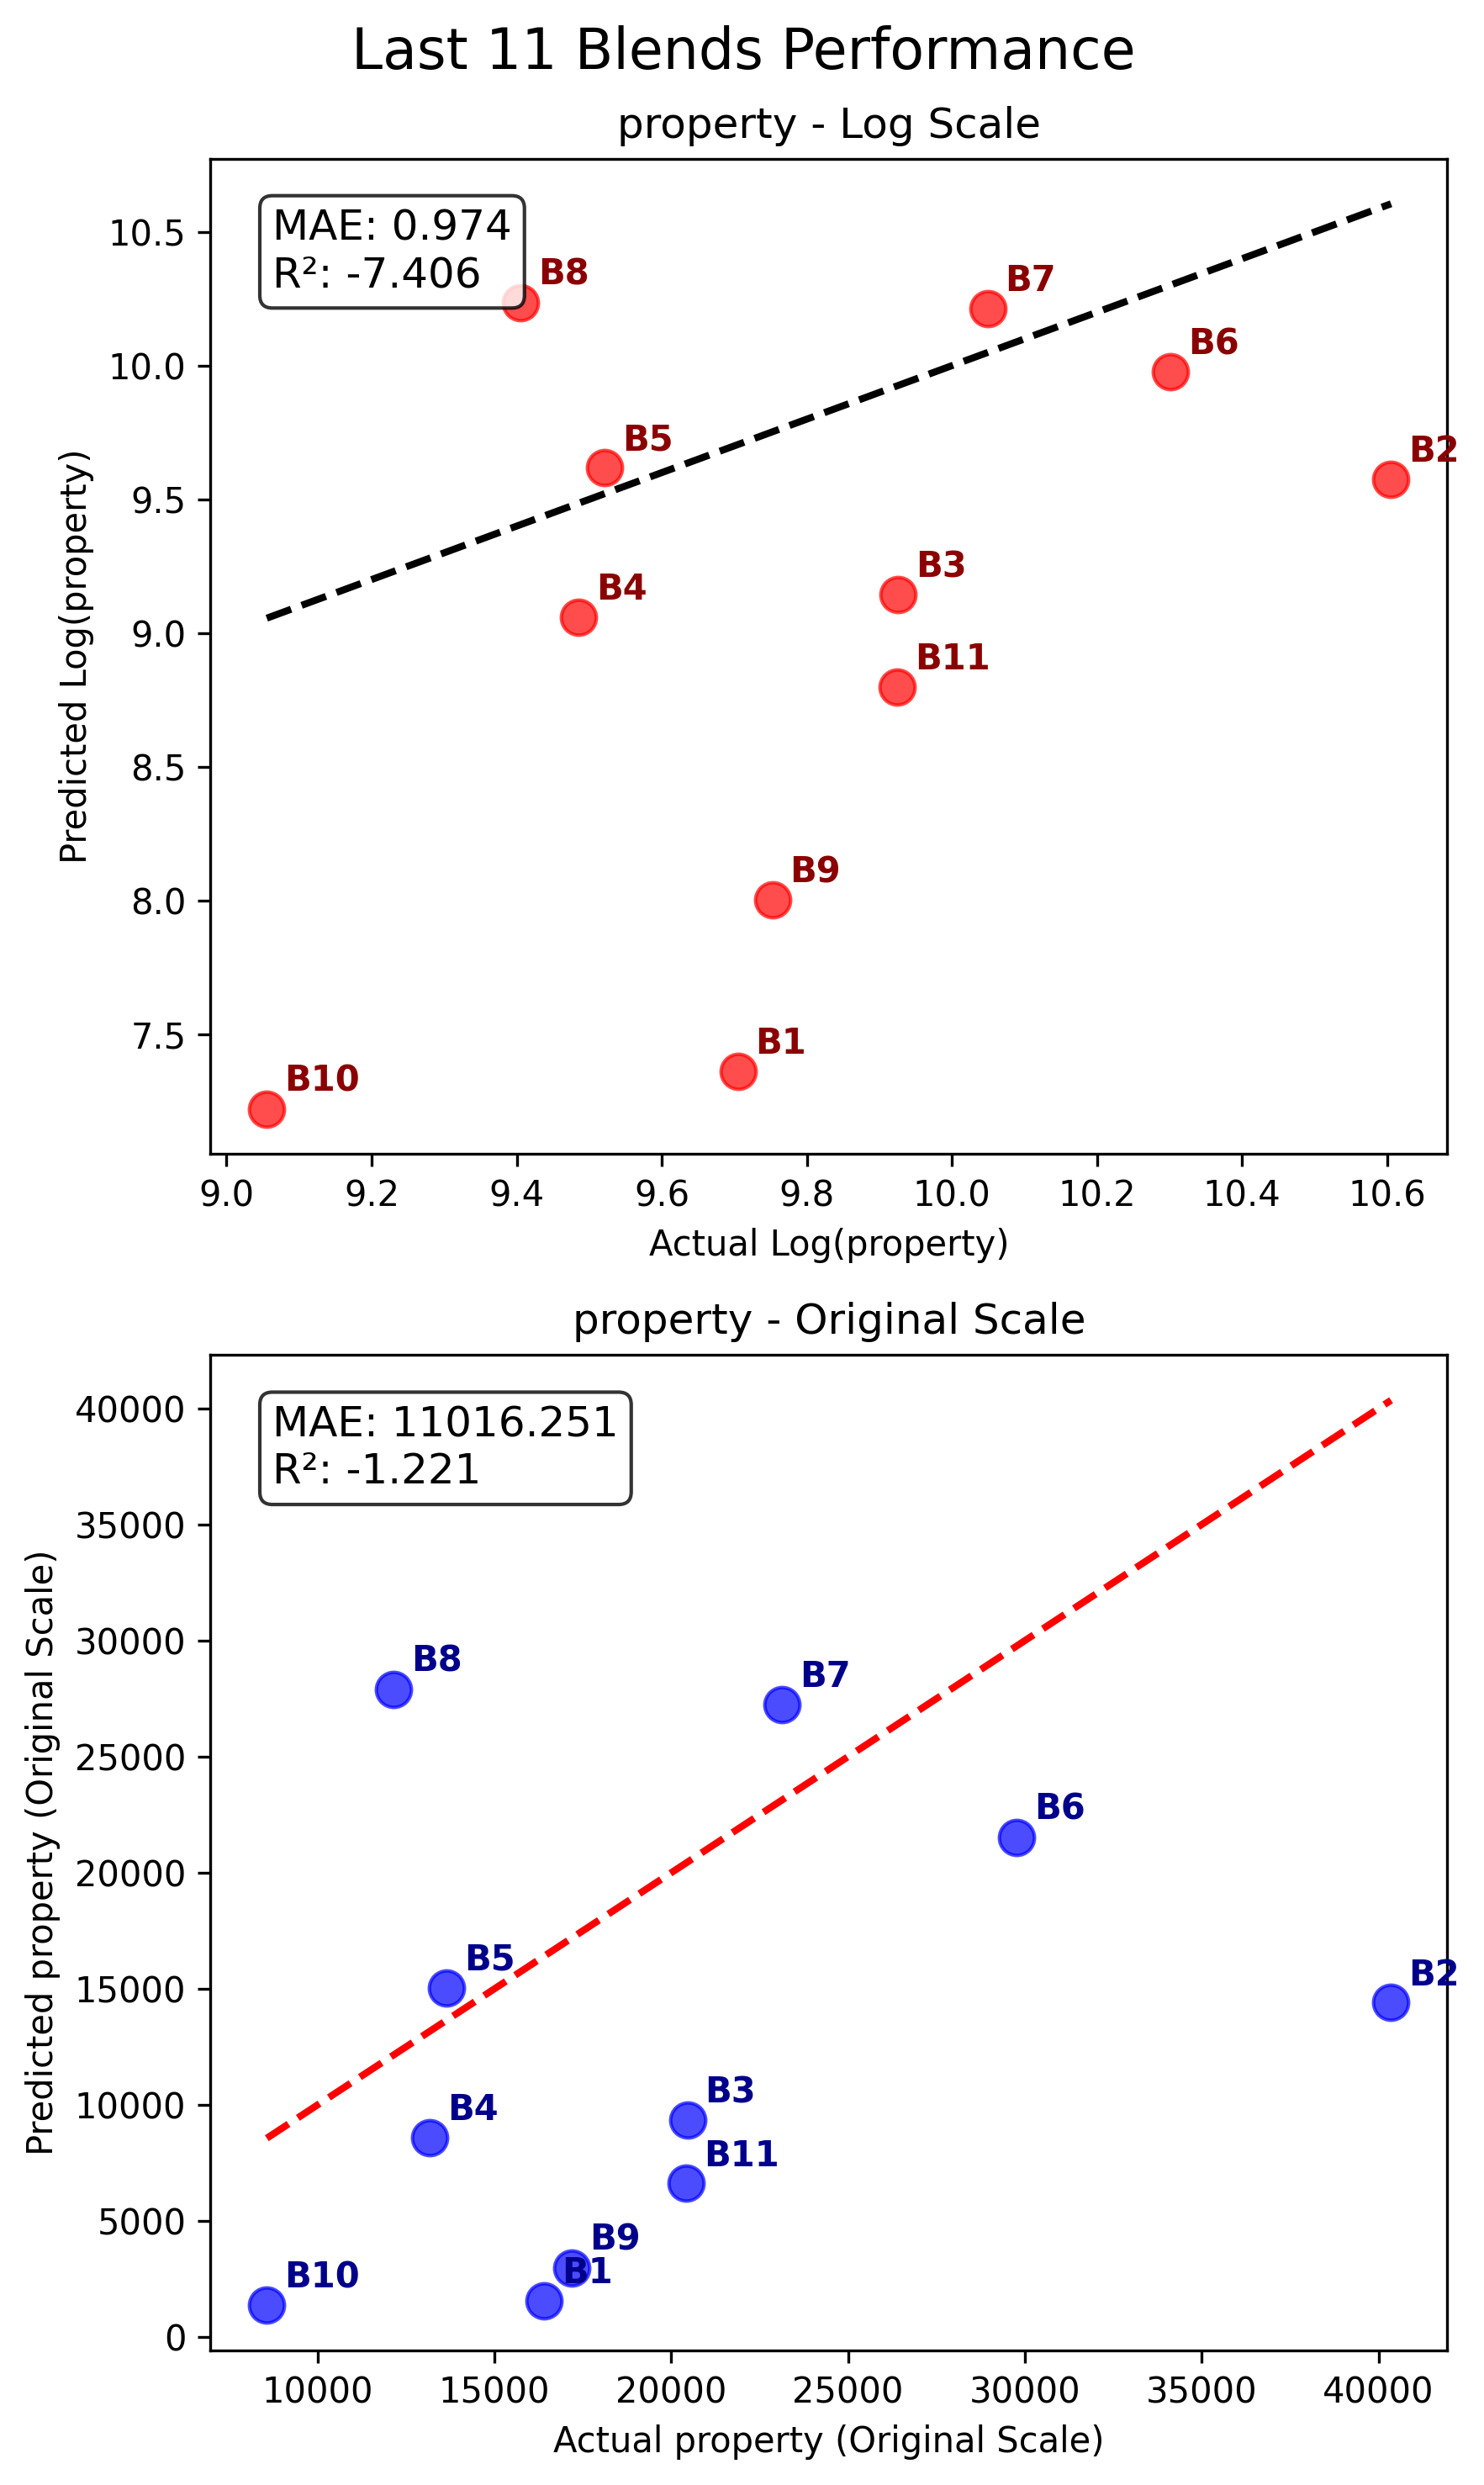 Last 11 Blends Performance
property - Log Scale
MAE: 0.974
R²: -7.406
B8
B7
B6
B5
B2
B3
B4
B11
B9
B1
B10
10.5
10.0
9.5
9.0
8.5
8.0
7.5
Predicted Log(property)
9.0 9.2 9.4 9.6 9.8 10.0 10.2 10.4 10.6
Actual Log(property)
property - Original Scale
MAE: 11016.251
R²: -1.221
B8
B7
B6
B5
B2
B3
B4
B11
B9
B1
B10
40000
35000
30000
25000
20000
15000
10000
5000
0
Predicted property (Original Scale)
10000 15000 20000 25000 30000 35000 40000
Actual property (Original Scale)